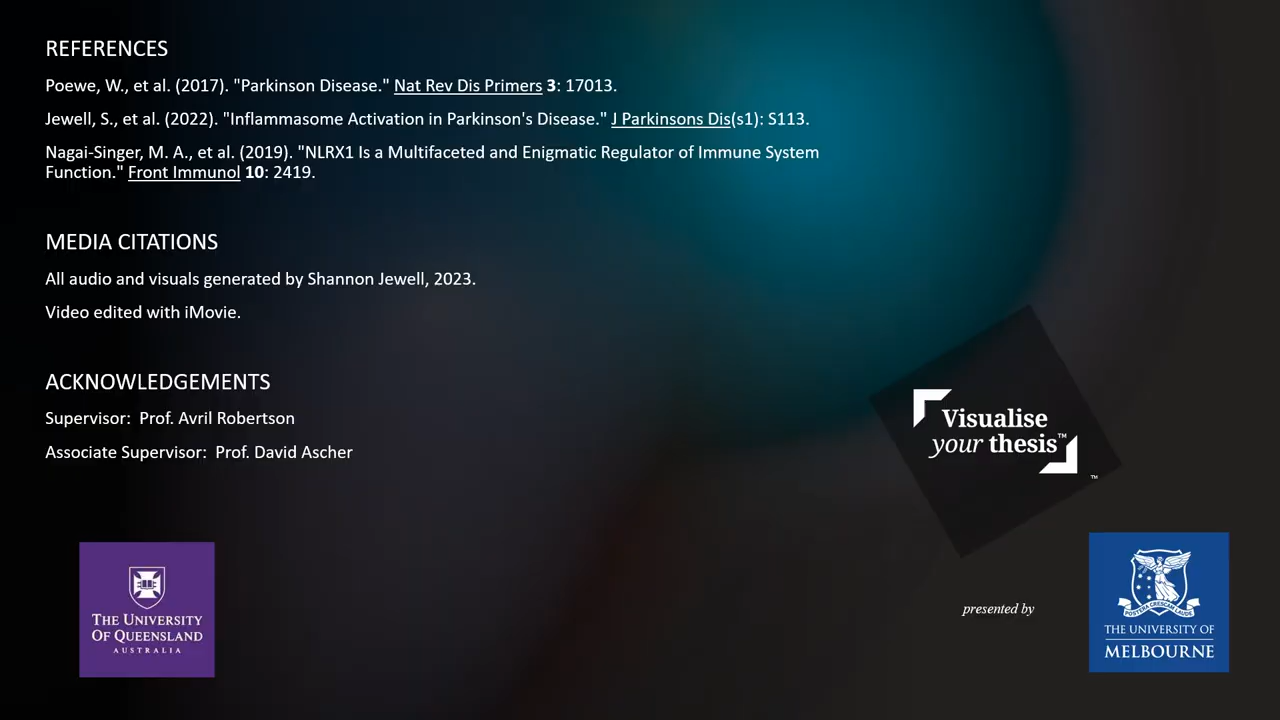 REFERENCES
Poewe, W., et al. (2017). "Parkinson Disease." Nat Rev Dis Primers 3: 17013.
Jewell, S., et al. (2022). "Inflammasome Activation in Parkinson's Disease." J Parkinsons Dis(s1): S113.
Nagai-Singer, M. A., et al. (2019). "NLRX1 Is a Multifaceted and Enigmatic Regulator of Immune System
Function." Front Immunol 10: 2419.
MEDIA CITATIONS
All audio and visuals generated by Shannon Jewell, 2023.
Video edited with iMovie.
ACKNOWLEDGEMENTS
Supervisor:  Prof. Avril Robertson
Associate Supervisor:  Prof. David Ascher
Visualise
your thesis™
™
THE UNIVERSITY
OF QUEENSLAND
AUSTRALIA
presented by
POSTERA CRESCAM LAUDE
THE UNIVERSITY OF
MELBOURNE